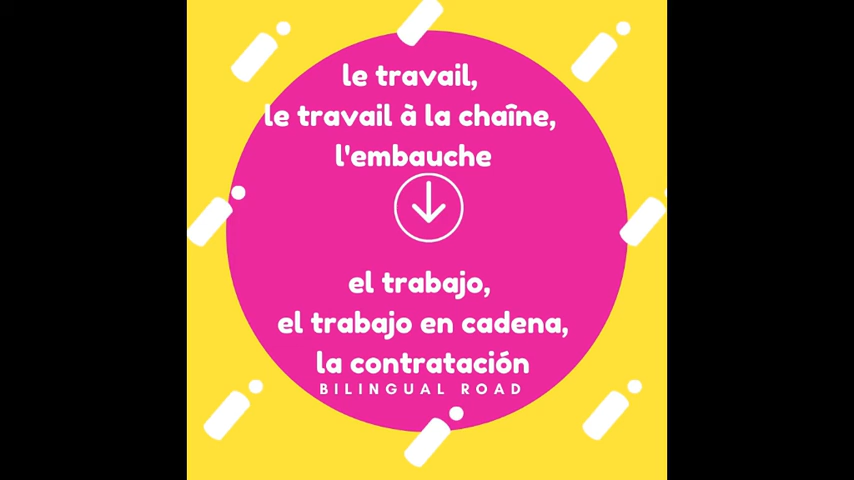 le travail,
le travail à la chaîne,
l'embauche
el trabajo,
el trabajo en cadena,
la contratación
BILINGUAL ROAD